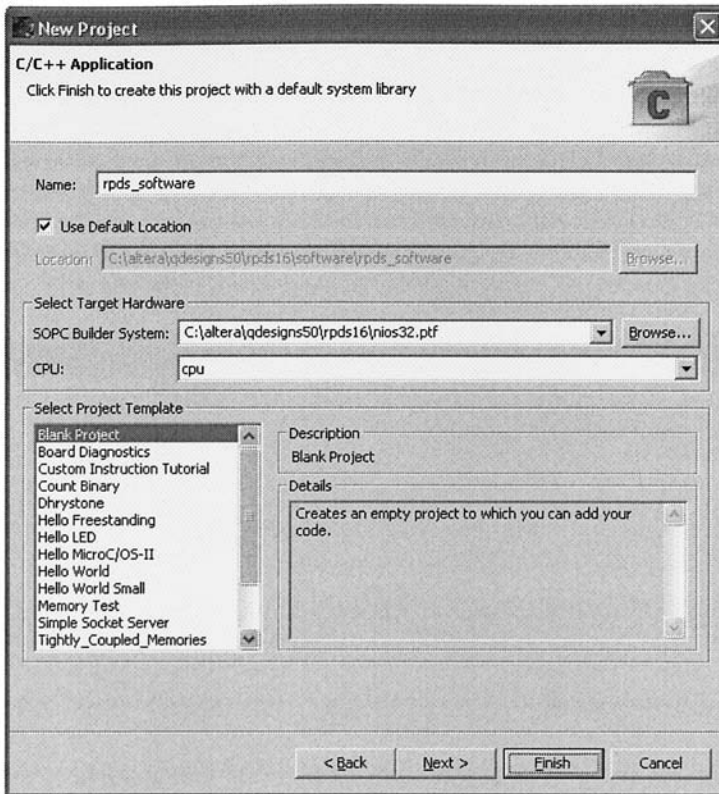 New Project
C/C++ Application
Click Finish to create this project with a default system library
C
Name: rpds_software
Use Default Location
Location: C:\altera\qdesigns50\rpds16\software\rpds_software Browse...
Select Target Hardware
SOPC Builder System: C:\altera\qdesigns50\rpds16\nios32.ptf Browse...
CPU: cpu
Select Project Template
Blank Project
Board Diagnostics
Custom Instruction Tutorial
Count Binary
Dhrystone
Hello Freestanding
Hello LED
Hello MicroC/OS-II
Hello World
Hello World Small
Memory Test
Simple Socket Server
Tightly_Coupled_Memories
Description
Blank Project
Details
Creates an empty project to which you can add your
code.
< Back Next > Finish Cancel